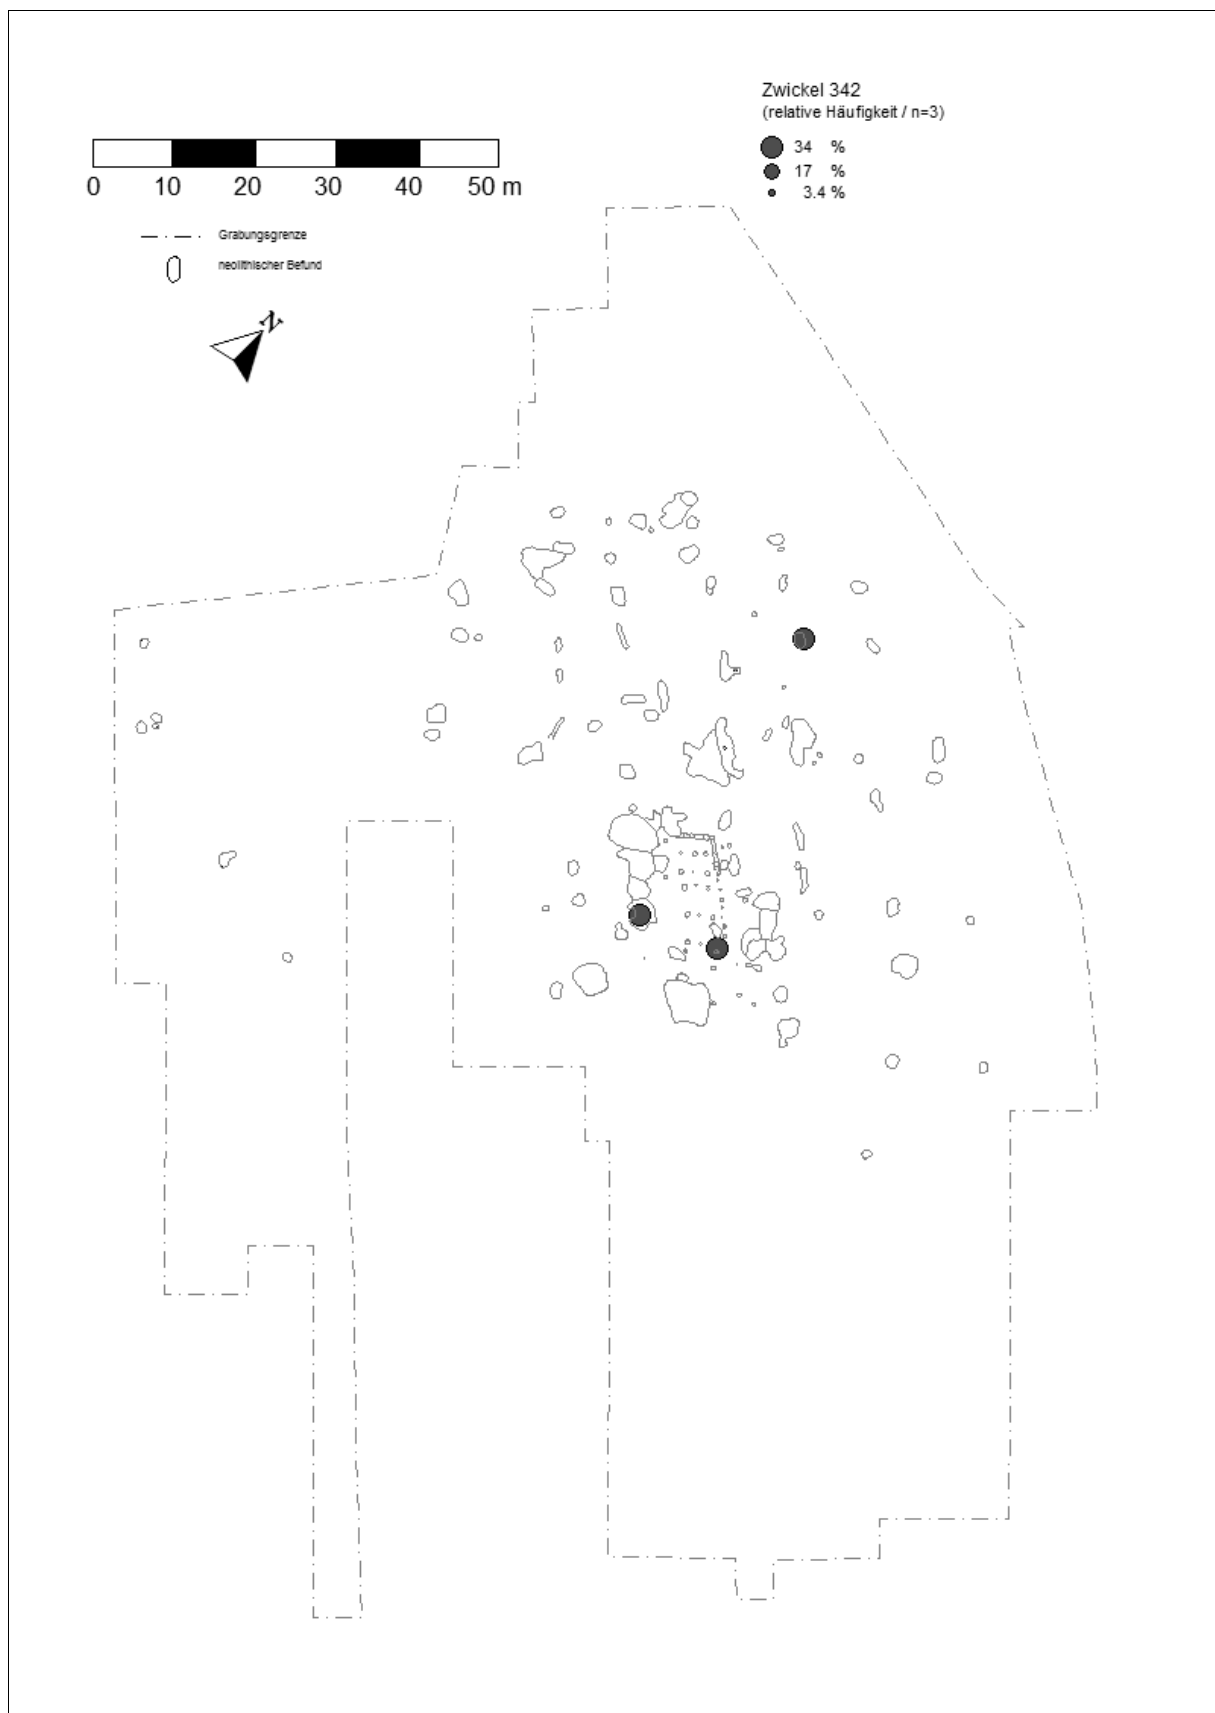 Zwickel 342
(relative Häufigkeit / n=3)
34 %
17 %
3.4 %
0 10 20 30 40 50 m
Grabungsgrenze
neolithischer Befund
N